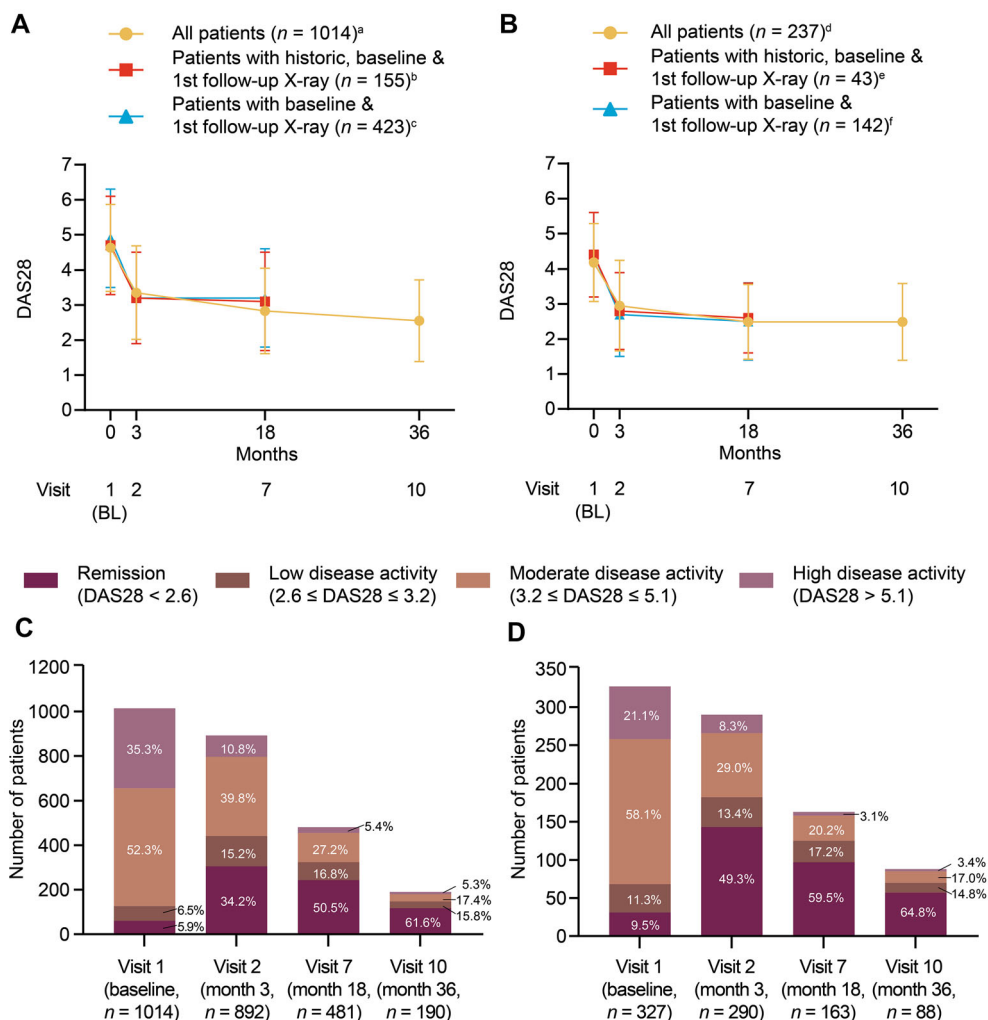 A
All patients (n = 1014)a
Patients with historic, baseline &
1st follow-up X-ray (n = 155)b
Patients with baseline &
1st follow-up X-ray (n = 423)c
7
6
5
4
3
2
1
0
DAS28
0 3 18 36
Months
Visit 1 2 7 10
(BL)
B
All patients (n = 237)d
Patients with historic, baseline &
1st follow-up X-ray (n = 43)e
Patients with baseline &
1st follow-up X-ray (n = 142)f
7
6
5
4
3
2
1
0
DAS28
0 3 18 36
Months
Visit 1 2 7 10
(BL)
Remission
(DAS28 < 2.6)
Low disease activity
(2.6 ≤ DAS28 ≤ 3.2)
Moderate disease activity
(3.2 ≤ DAS28 ≤ 5.1)
High disease activity
(DAS28 > 5.1)
C
1200
1000
800
600
400
200
0
Number of patients
35.3%
52.3%
6.5%
5.9%
10.8%
39.8%
15.2%
34.2%
5.4%
27.2%
16.8%
50.5%
5.3%
17.4%
15.8%
61.6%
Visit 1
(baseline,
n = 1014)
Visit 2
(month 3,
n = 892)
Visit 7
(month 18,
n = 481)
Visit 10
(month 36,
n = 190)
D
350
300
250
200
150
100
50
0
Number of patients
21.1%
58.1%
11.3%
9.5%
8.3%
29.0%
13.4%
49.3%
3.1%
20.2%
17.2%
59.5%
3.4%
17.0%
14.8%
64.8%
Visit 1
(baseline,
n = 327)
Visit 2
(month 3,
n = 290)
Visit 7
(month 18,
n = 163)
Visit 10
(month 36,
n = 88)